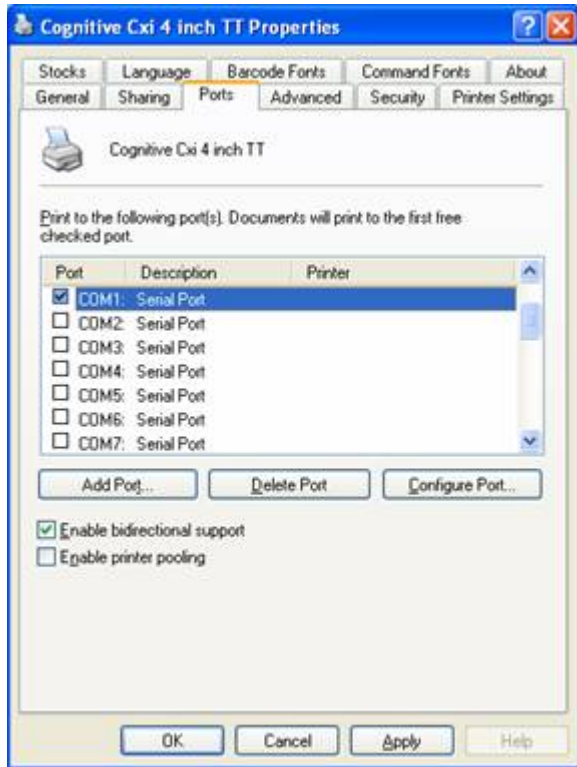 Cognitive Cxi 4 inch TT Properties
Stocks Language Barcode Fonts Command Fonts About
General Sharing Ports Advanced Security Printer Settings
Cognitive Cxi 4 inch TT
Print to the following port(s). Documents will print to the first free
checked port.
Port Description Printer
COM1: Serial Port
COM2: Serial Port
COM3: Serial Port
COM4: Serial Port
COM5: Serial Port
COM6: Serial Port
COM7: Serial Port
Add Port... Delete Port Configure Port...
Enable bidirectional support
Enable printer pooling
OK Cancel Apply Help